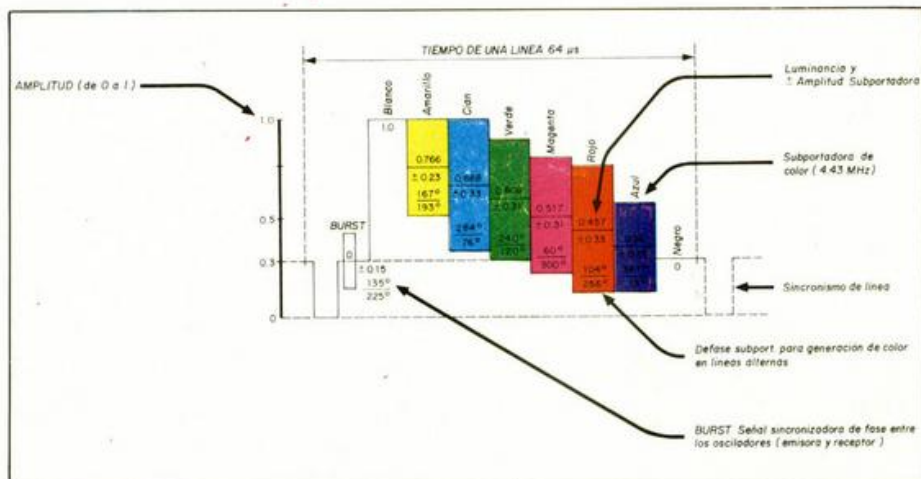 TIEMPO DE UNA LINEA 64 µs
AMPLITUD (de 0 a 1.)
1.0
0.5
0.3
0
Blanco
Amarillo
Cian
Verde
Magenta
Rojo
Azul
Negro
1.0
0.766
±0.23
167°
193°
±0.33
284°
76°
240°
120°
0.517
±0.31
60°
300°
0.457
±0.33
104°
256°
0
BURST
0
±0.15
135°
225°
Luminancia y
± Amplitud Subportadora
Subportadora de
color (4.43 MHz)
Sincronismo de línea
Defase subport para generación de color
en lineas alternas
BURST Señal sincronizadora de fase entre
los osciladores (emisora y receptor)